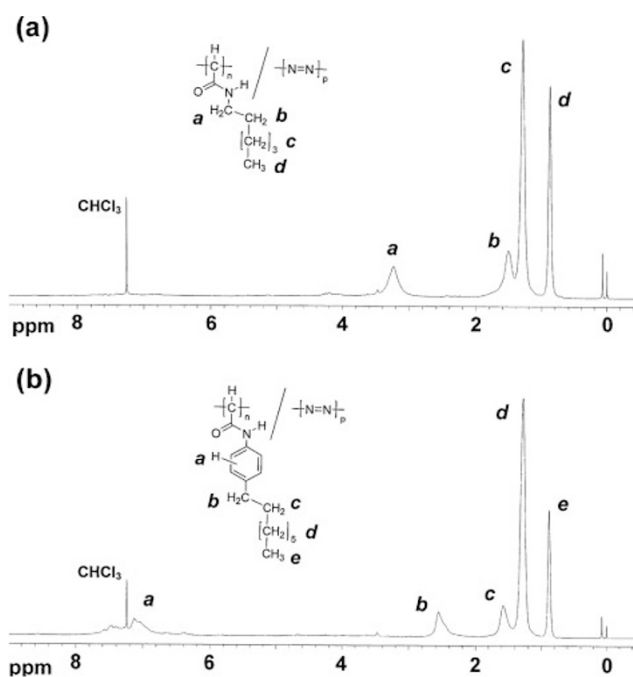 (a)
H
(C)n
N=N p
O N H
a H2C CH2 b
[CH2]3 c
CH3 d
CHCl3
a
b
c
d
ppm 8 6 4 2 0
(b)
H
(C)n
N=N p
O N H
a H
b H2C CH2 c
[CH2]5 d
CH3 e
CHCl3
a
b
c
d
e
ppm 8 6 4 2 0